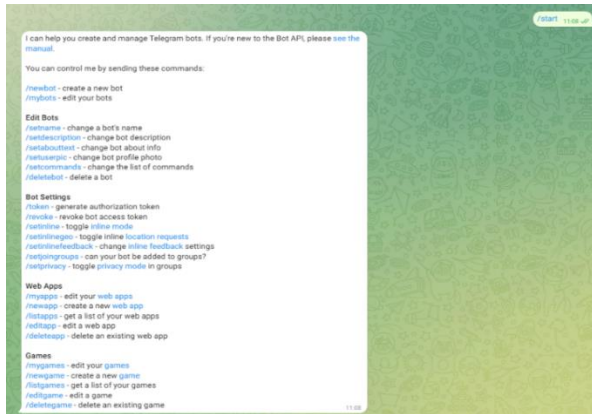 /start 11:08
I can help you create and manage Telegram bots. If you're new to the Bot API, please see the
manual.
You can control me by sending these commands:
/newbot - create a new bot
/mybots - edit your bots
Edit Bots
/setname - change a bot's name
/setdescription - change bot description
/setabouttext - change bot about info
/setuserpic - change bot profile photo
/setcommands - change the list of commands
/deletebot - delete a bot
Bot Settings
/token - generate authorization token
/revoke - revoke bot access token
/setinline - toggle inline mode
/setinlinegeo - toggle inline location requests
/setinlinefeedback - change inline feedback settings
/setjoingroups - can your bot be added to groups?
/setprivacy - toggle privacy mode in groups
Web Apps
/myapps - edit your web apps
/newapp - create a new web app
/listapps - get a list of your web apps
/editapp - edit a web app
/deleteapp - delete an existing web app
Games
/mygames - edit your games
/newgame - create a new game
/listgames - get a list of your games
/editgame - edit a game
/deletegame - delete an existing game
11:08